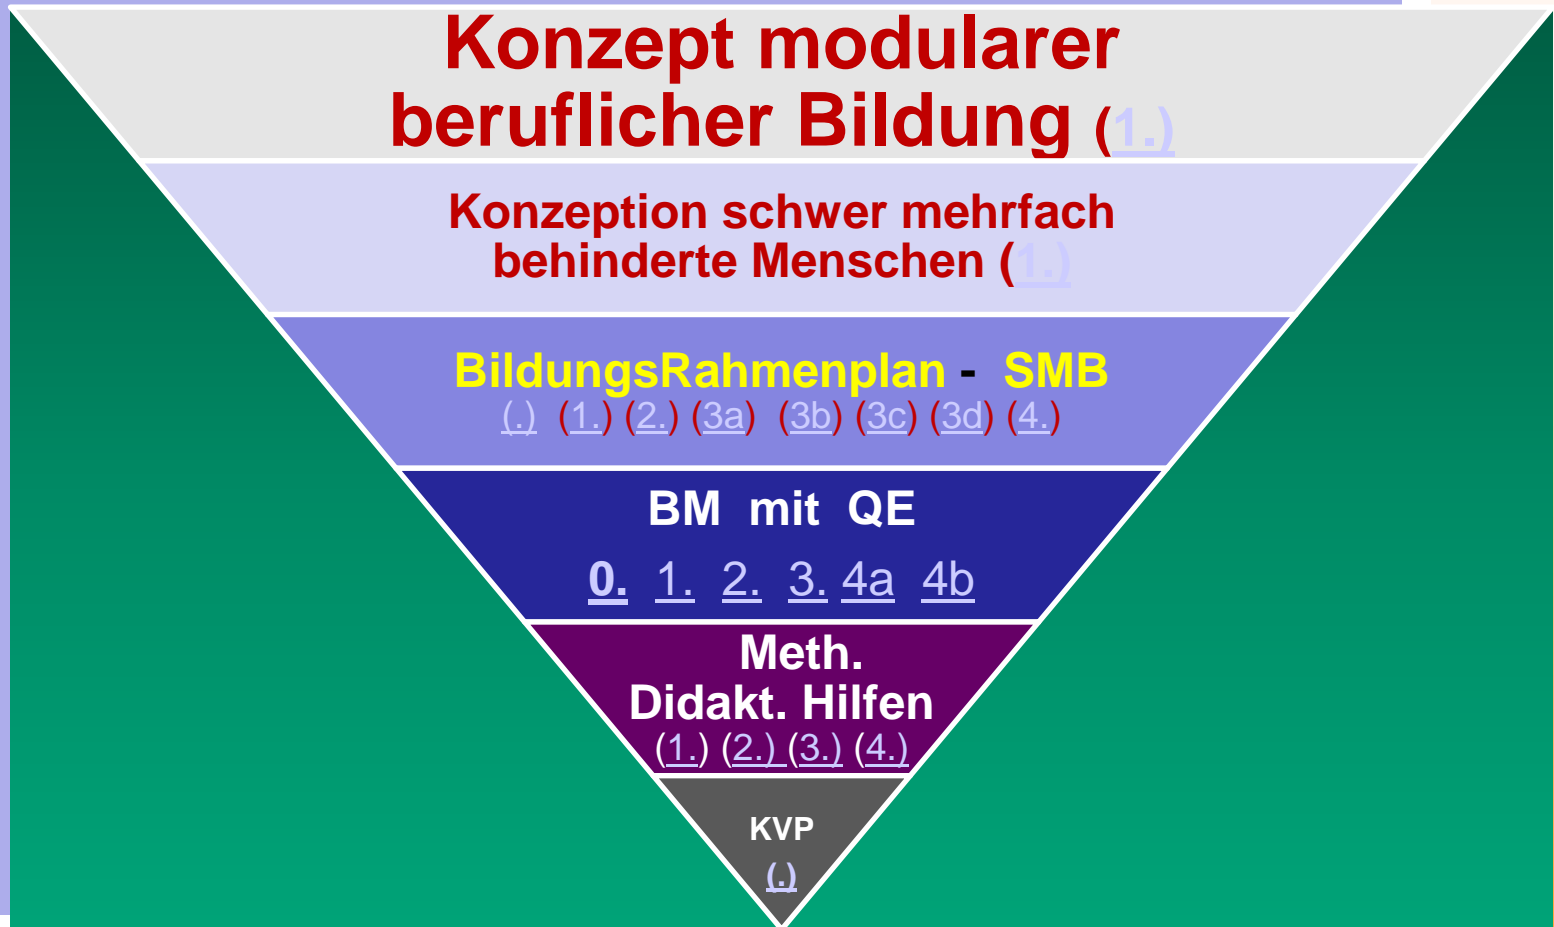 Konzept modularer
beruflicher Bildung (1.)
Konzeption schwer mehrfach
behinderte Menschen (1.)
BildungsRahmenplan - SMB
(.) (1.) (2.) (3a) (3b) (3c) (3d) (4.)
BM mit QE
0. 1. 2. 3. 4a 4b
Meth.
Didakt. Hilfen
(1.) (2.) (3.) (4.)
KVP
(.)